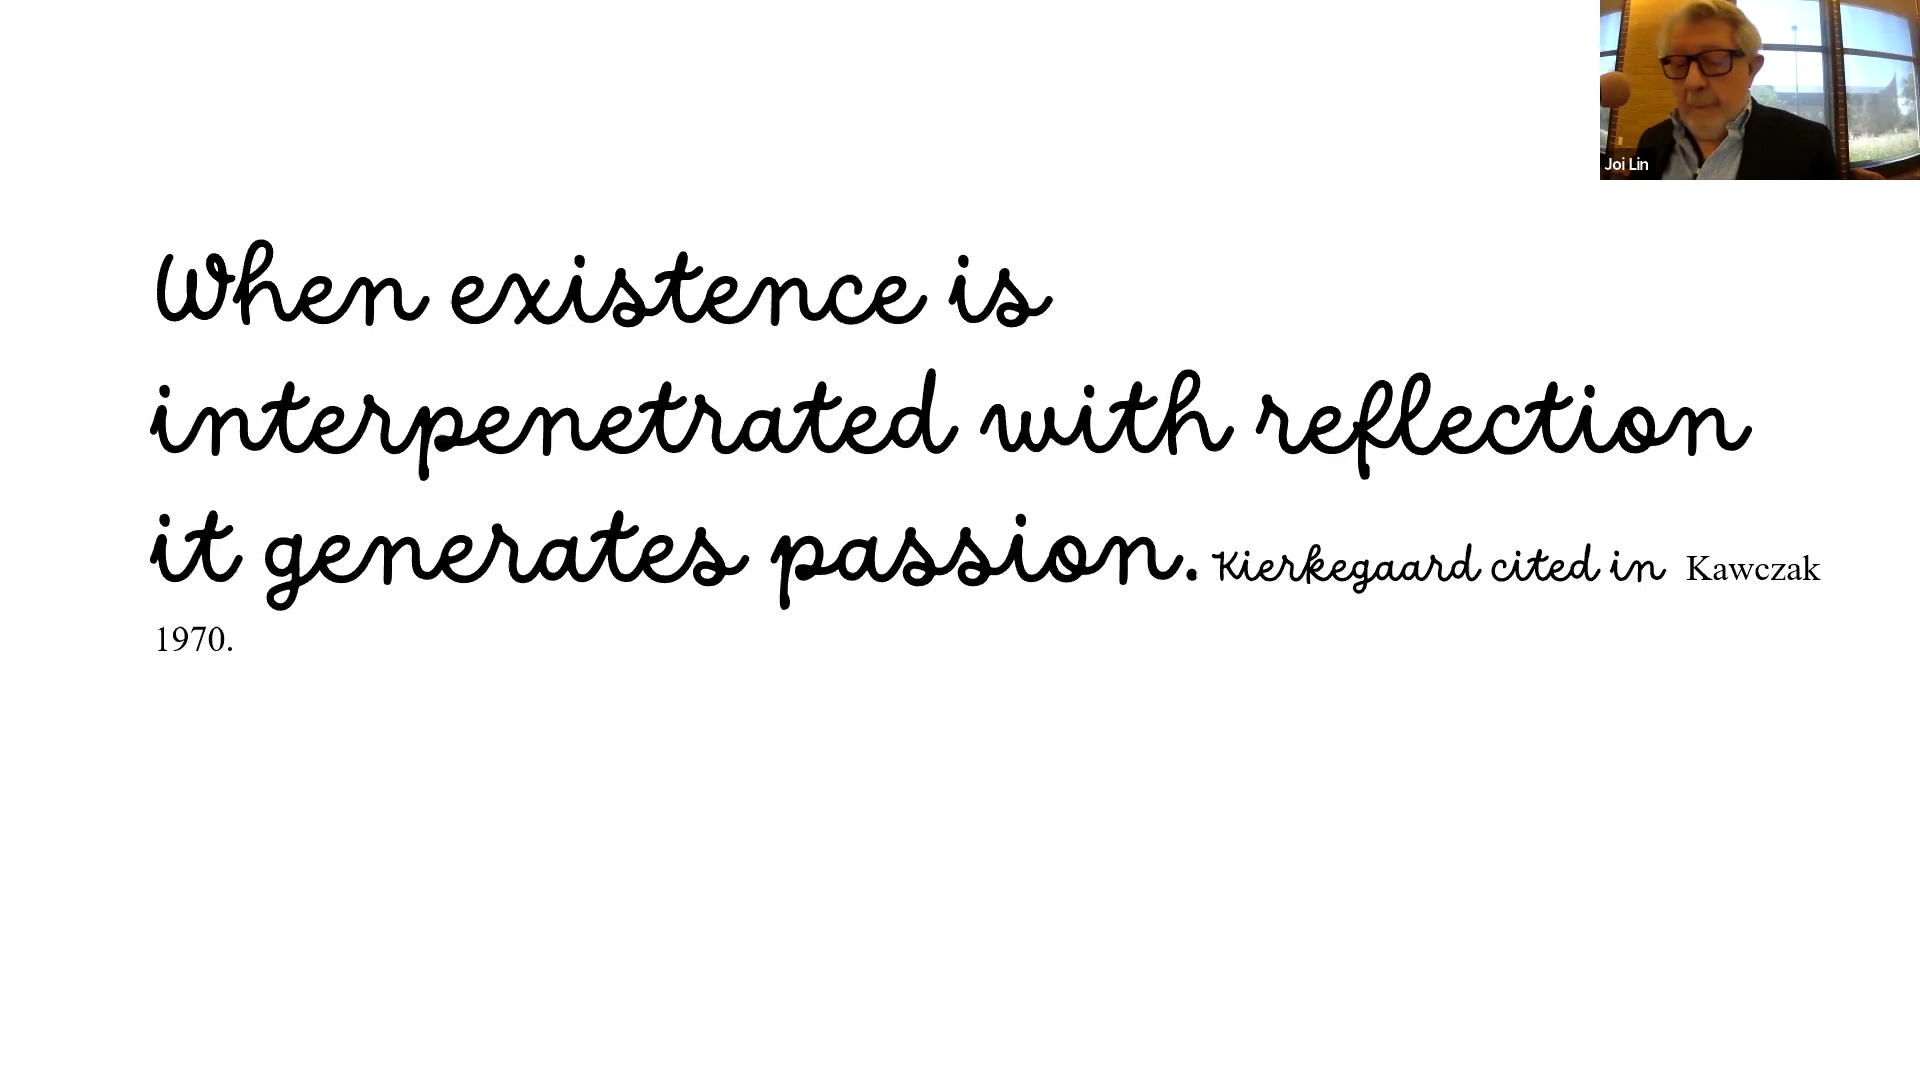 Joi Lin
When existence is
interpenetrated with reflection
it generates passion. Kierkegaard cited in Kawczak
1970.